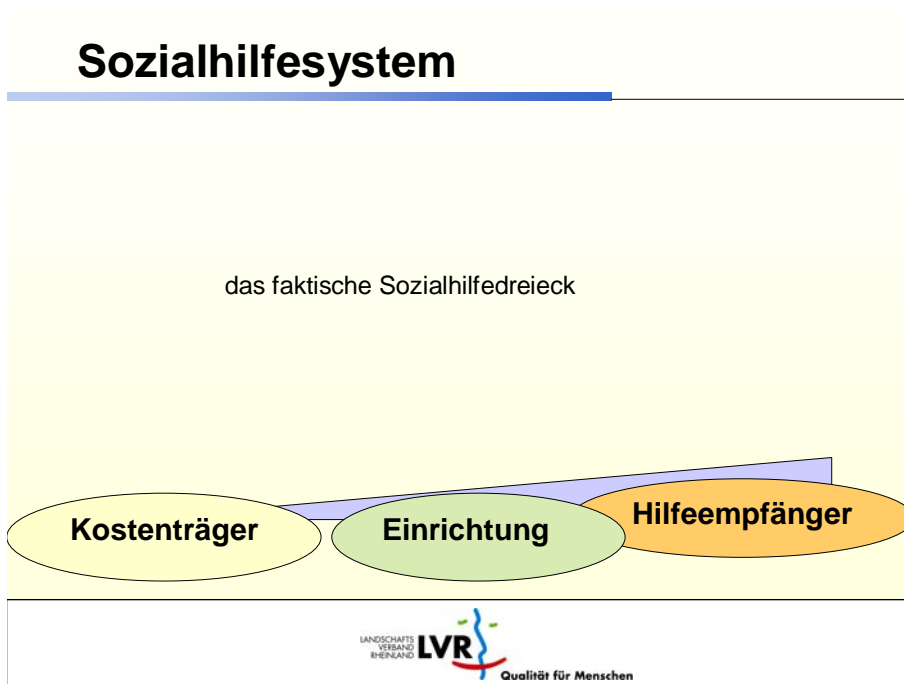 Sozialhilfesystem
das faktische Sozialhilfedreieck
Kostenträger
Einrichtung
Hilfeempfänger
LANDSCHAFTS
VERBAND
RHEINLAND
LVR
Qualität für Menschen